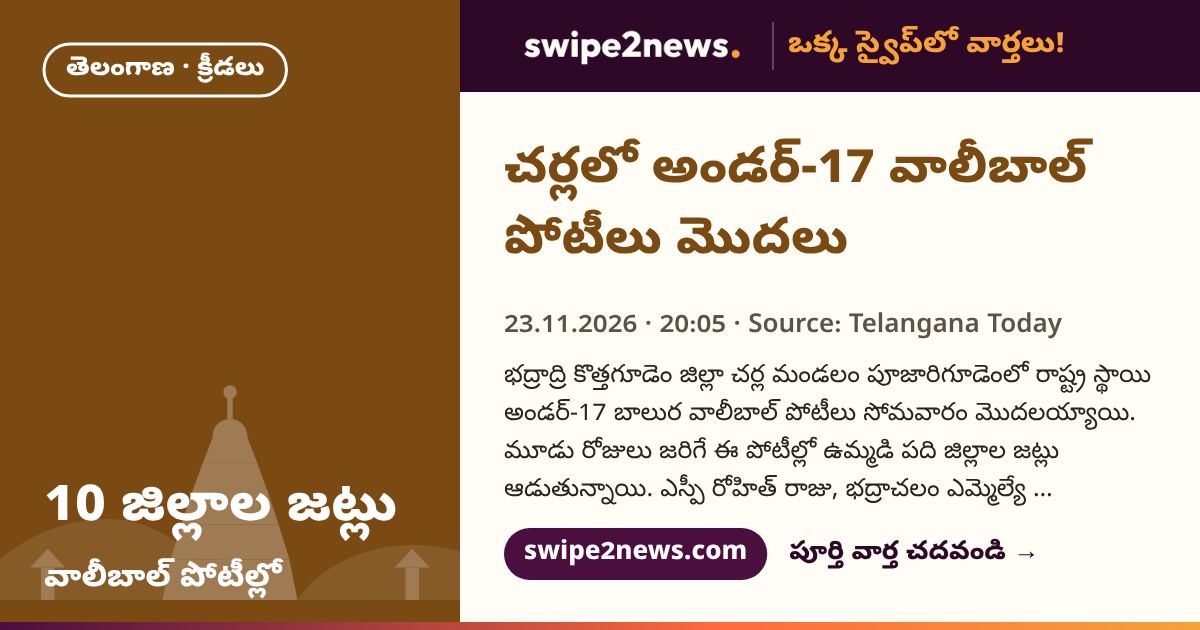 తెలంగాణ · క్రీడలు
10 జిల్లాల జట్లు
వాలీబాల్ పోటీల్లో
swipe2news.
ఒక్క స్వైప్‌లో వార్తలు!
చర్లలో అండర్-17 వాలీబాల్
పోటీలు మొదలు
23.11.2026 · 20:05 · Source: Telangana Today
భద్రాద్రి కొత్తగూడెం జిల్లా చర్ల మండలం పూజారిగూడెంలో రాష్ట్ర స్థాయి
అండర్-17 బాలుర వాలీబాల్ పోటీలు సోమవారం మొదలయ్యాయి.
మూడు రోజులు జరిగే ఈ పోటీల్లో ఉమ్మడి పది జిల్లాల జట్లు
ఆడుతున్నాయి. ఎస్పీ రోహిత్ రాజు, భద్రాచలం ఎమ్మెల్యే ...
swipe2news.com
పూర్తి వార్త చదవండి →